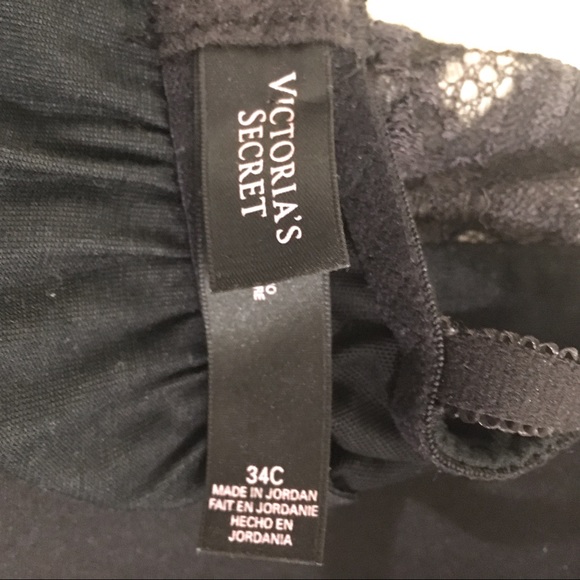 VICTORIA'S
SECRET
34C
MADE IN JORDAN
FAIT EN JORDANIE
HECHO EN
JORDANIA